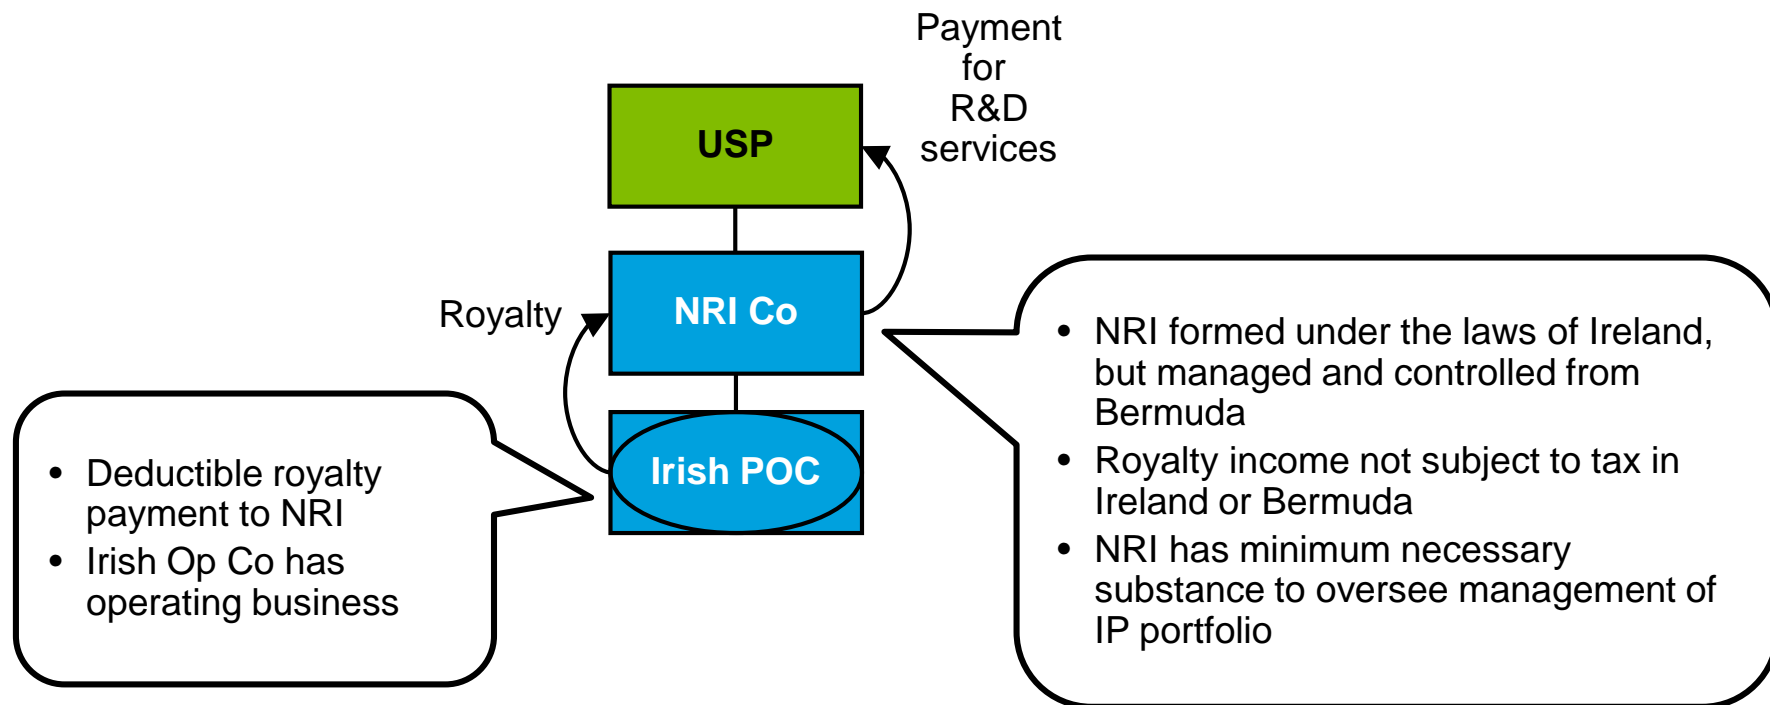 Payment
for
R&D
services
USP
Royalty
NRI Co
Irish POC
• Deductible royalty
payment to NRI
• Irish Op Co has
operating business
• NRI formed under the laws of Ireland,
but managed and controlled from
Bermuda
• Royalty income not subject to tax in
Ireland or Bermuda
• NRI has minimum necessary
substance to oversee management of
IP portfolio